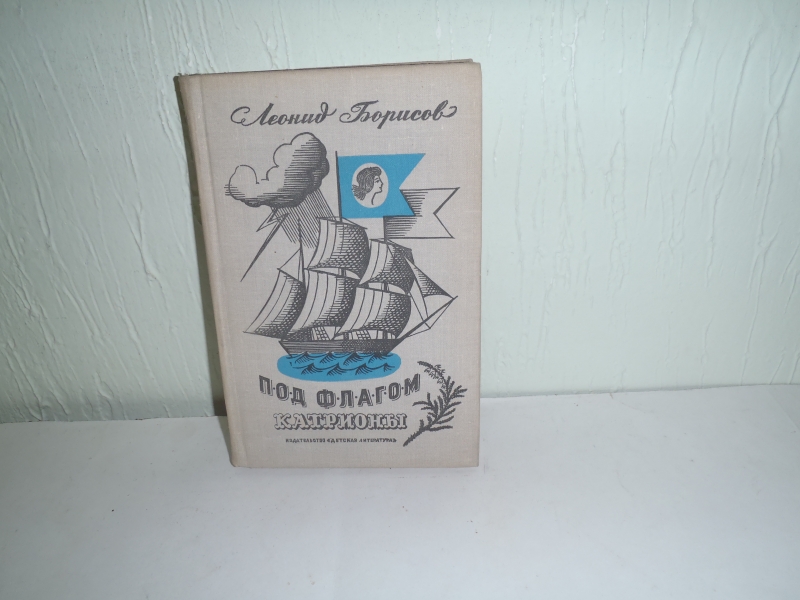 Леонид Борисов
ПОД ФЛАГОМ
КАТРИОНЫ
ИЗДАТЕЛЬСТВО «ДЕТСКАЯ ЛИТЕРАТУРА»